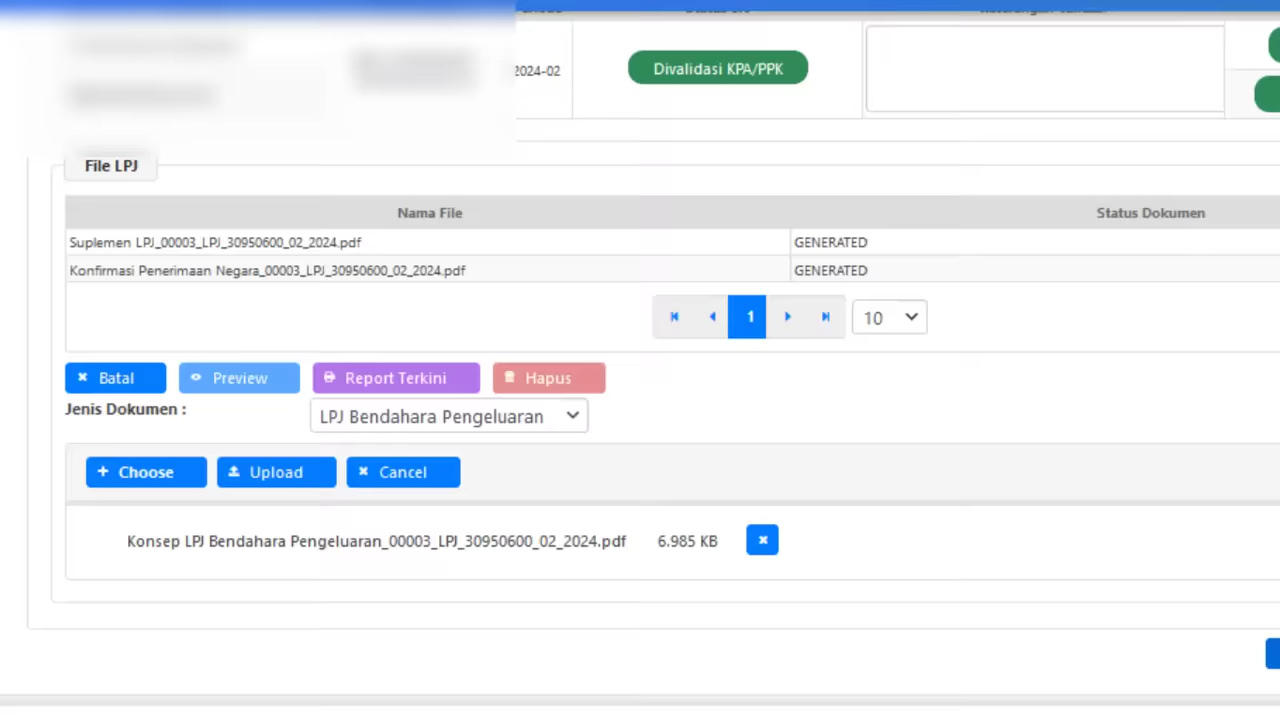 2024-02
Divalidasi KPA/PPK
File LPJ
Nama File
Status Dokumen
Suplemen LPJ_00003_LPJ_30950600_02_2024.pdf
GENERATED
Konfirmasi Penerimaan Negara_00003_LPJ_30950600_02_2024.pdf
GENERATED
1
10
Batal
Preview
Report Terkini
Hapus
Jenis Dokumen :
LPJ Bendahara Pengeluaran
Choose
Upload
Cancel
Konsep LPJ Bendahara Pengeluaran_00003_LPJ_30950600_02_2024.pdf
6.985 KB